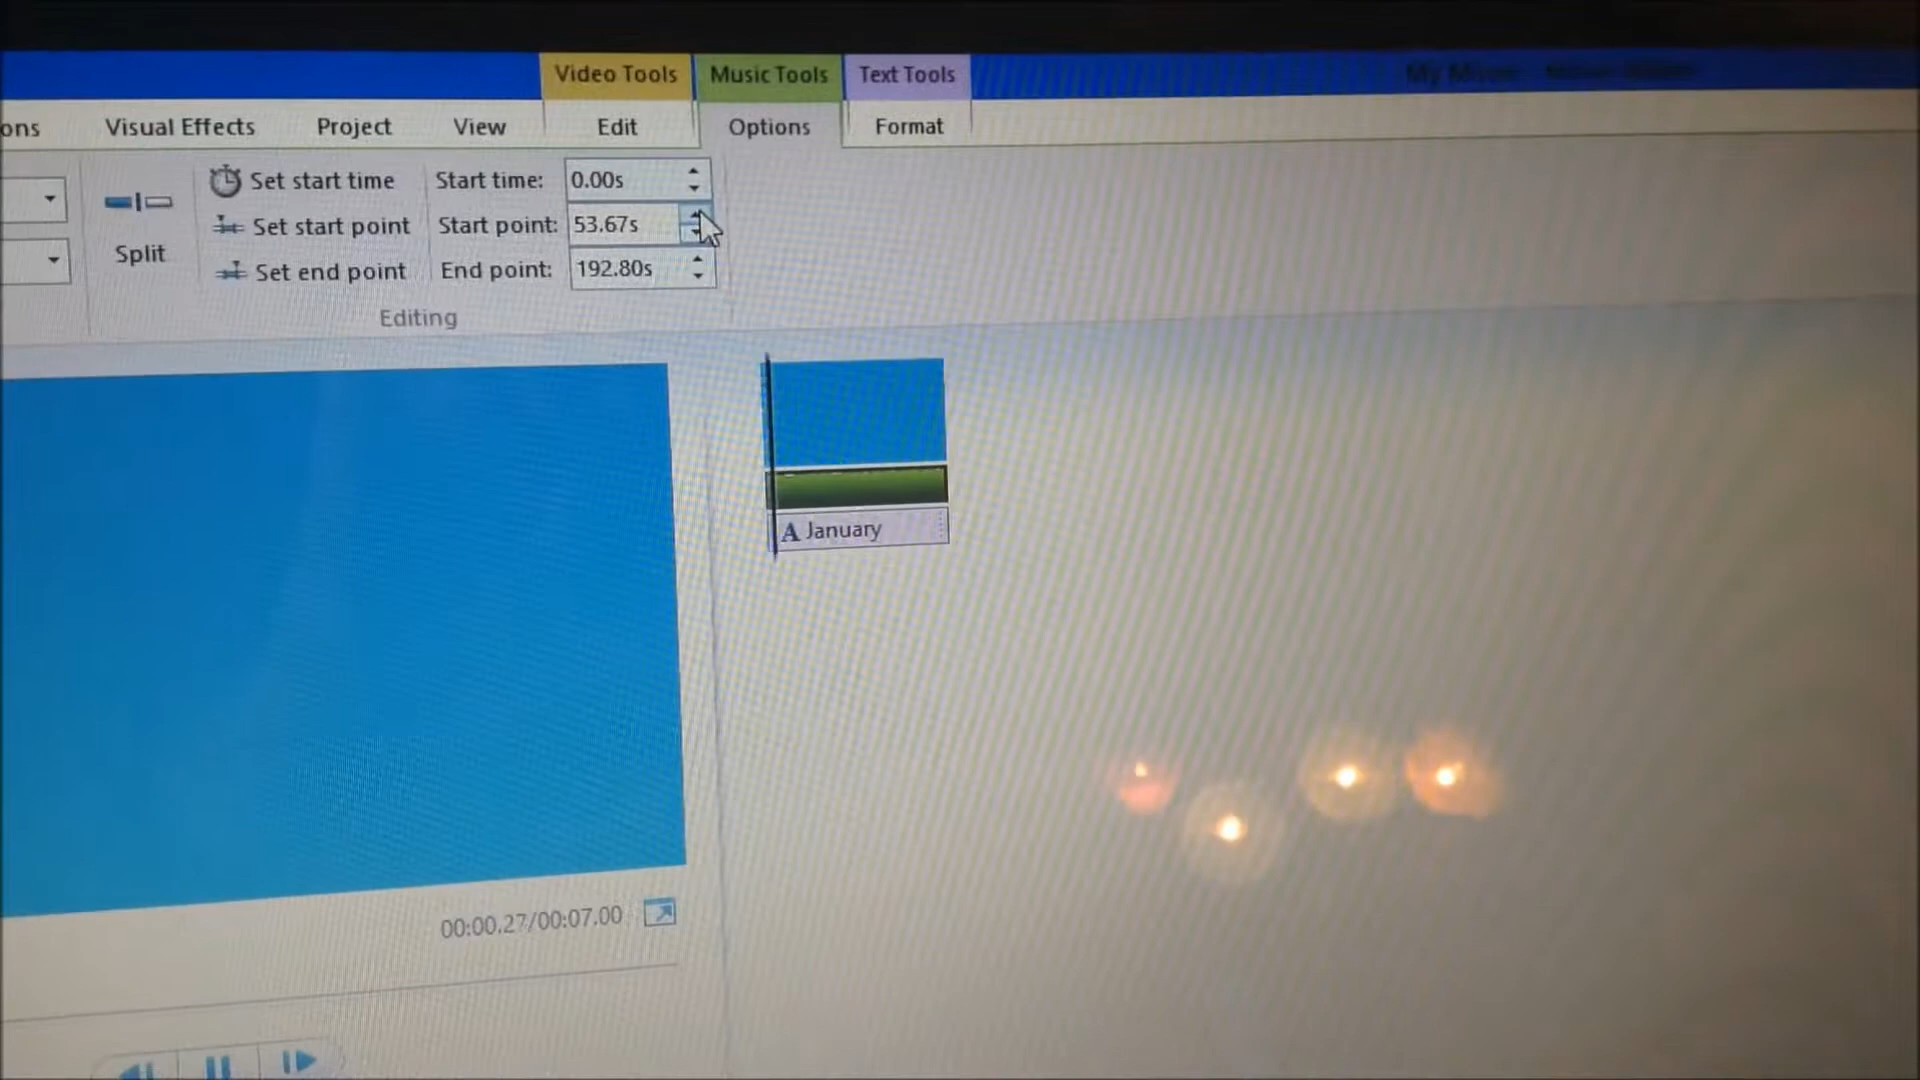 Video Tools Music Tools Text Tools My Movie
ons Visual Effects Project View Edit Options Format
Set start time Start time: 0.00s
Split Set start point Start point: 53.67s
Set end point End point: 192.80s
Editing
A January
00:00.27/00:07.00